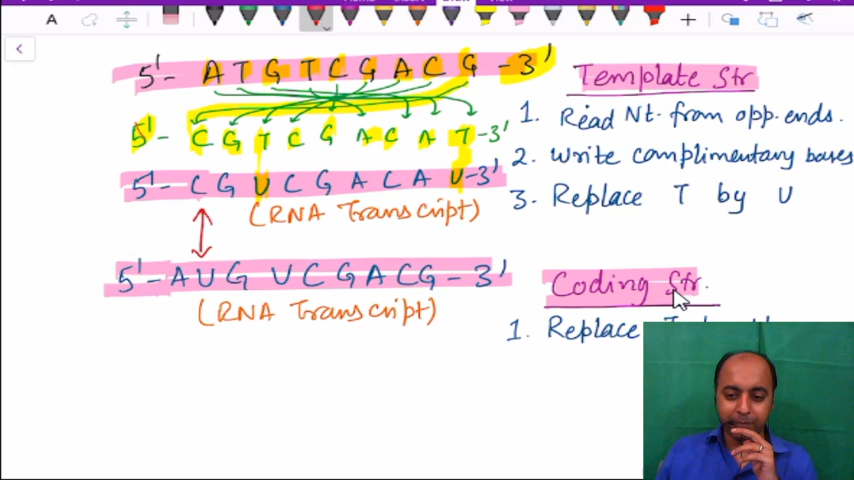 5'- A T G T C G A C G -3'
Template Str
1. Read Nt. from opp. ends.
5'- C G T C G A C A T -3'
2. Write complimentary bases
5'- C G U C G A C A U -3'
3. Replace T by U
(RNA Transcript)
5'- A U G U C G A C G - 3'
Coding Str.
(RNA Transcript)
1. Replace